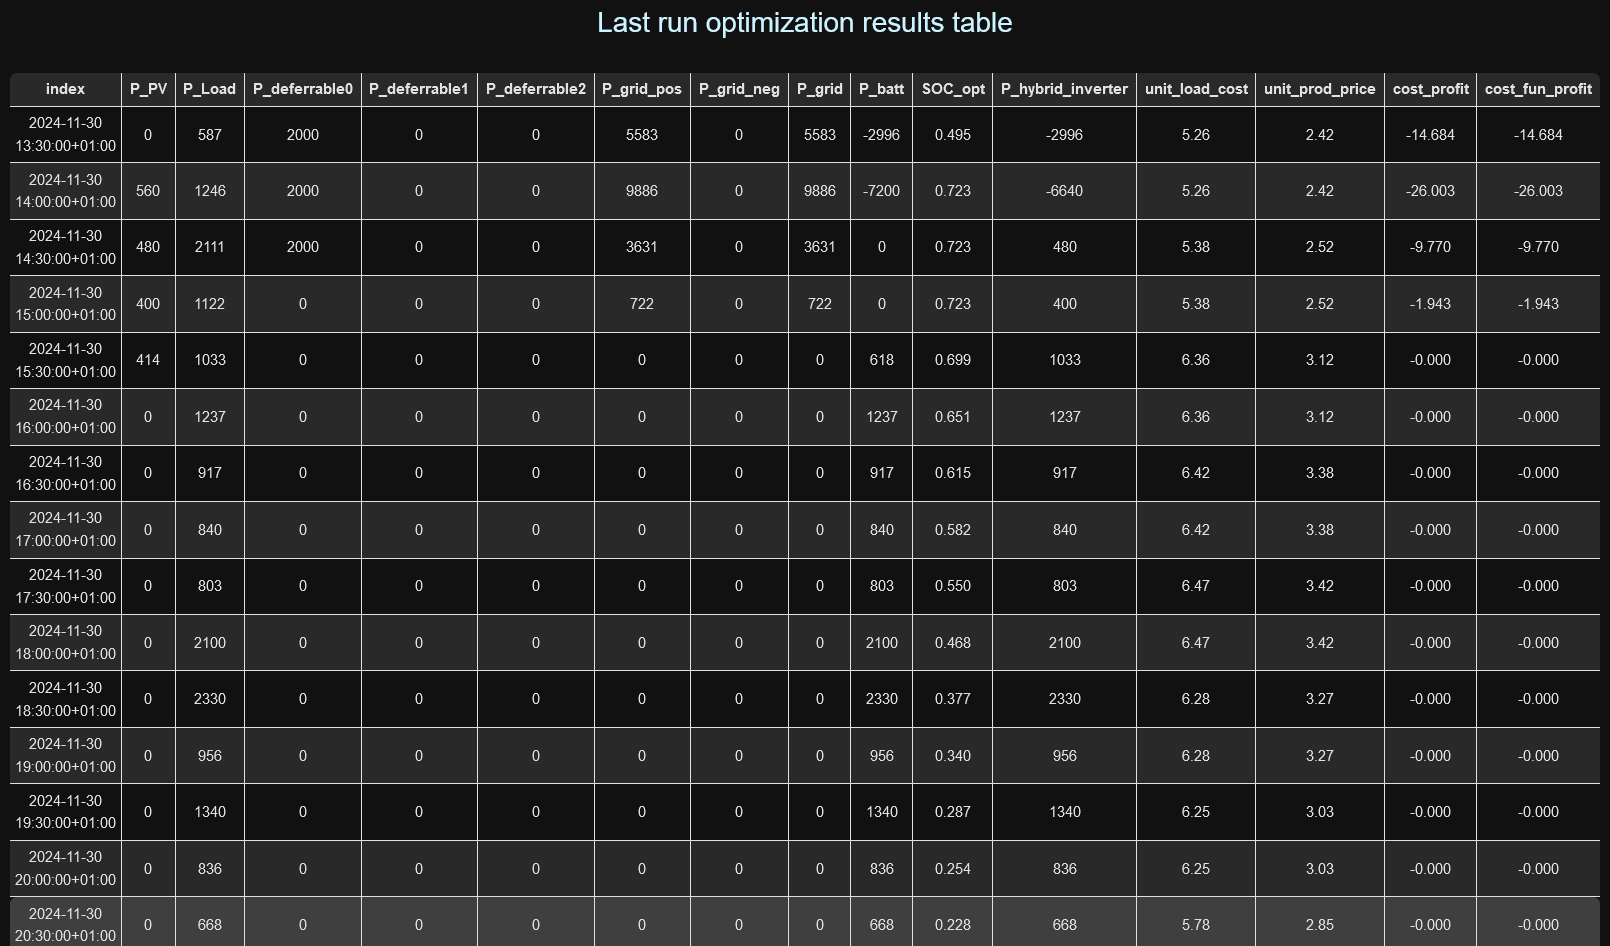 Last run optimization results table
index P_PV P_Load P_deferrable0 P_deferrable1 P_deferrable2 P_grid_pos P_grid_neg P_grid P_batt SOC_opt P_hybrid_inverter unit_load_cost unit_prod_price cost_profit cost_fun_profit
2024-11-30
13:30:00+01:00 0 587 2000 0 0 5583 0 5583 -2996 0.495 -2996 5.26 2.42 -14.684 -14.684
2024-11-30
14:00:00+01:00 560 1246 2000 0 0 9886 0 9886 -7200 0.723 -6640 5.26 2.42 -26.003 -26.003
2024-11-30
14:30:00+01:00 480 2111 2000 0 0 3631 0 3631 0 0.723 480 5.38 2.52 -9.770 -9.770
2024-11-30
15:00:00+01:00 400 1122 0 0 0 722 0 722 0 0.723 400 5.38 2.52 -1.943 -1.943
2024-11-30
15:30:00+01:00 414 1033 0 0 0 0 0 0 618 0.699 1033 6.36 3.12 -0.000 -0.000
2024-11-30
16:00:00+01:00 0 1237 0 0 0 0 0 0 1237 0.651 1237 6.36 3.12 -0.000 -0.000
2024-11-30
16:30:00+01:00 0 917 0 0 0 0 0 0 917 0.615 917 6.42 3.38 -0.000 -0.000
2024-11-30
17:00:00+01:00 0 840 0 0 0 0 0 0 840 0.582 840 6.42 3.38 -0.000 -0.000
2024-11-30
17:30:00+01:00 0 803 0 0 0 0 0 0 803 0.550 803 6.47 3.42 -0.000 -0.000
2024-11-30
18:00:00+01:00 0 2100 0 0 0 0 0 0 2100 0.468 2100 6.47 3.42 -0.000 -0.000
2024-11-30
18:30:00+01:00 0 2330 0 0 0 0 0 0 2330 0.377 2330 6.28 3.27 -0.000 -0.000
2024-11-30
19:00:00+01:00 0 956 0 0 0 0 0 0 956 0.340 956 6.28 3.27 -0.000 -0.000
2024-11-30
19:30:00+01:00 0 1340 0 0 0 0 0 0 1340 0.287 1340 6.25 3.03 -0.000 -0.000
2024-11-30
20:00:00+01:00 0 836 0 0 0 0 0 0 836 0.254 836 6.25 3.03 -0.000 -0.000
2024-11-30
20:30:00+01:00 0 668 0 0 0 0 0 0 668 0.228 668 5.78 2.85 -0.000 -0.000